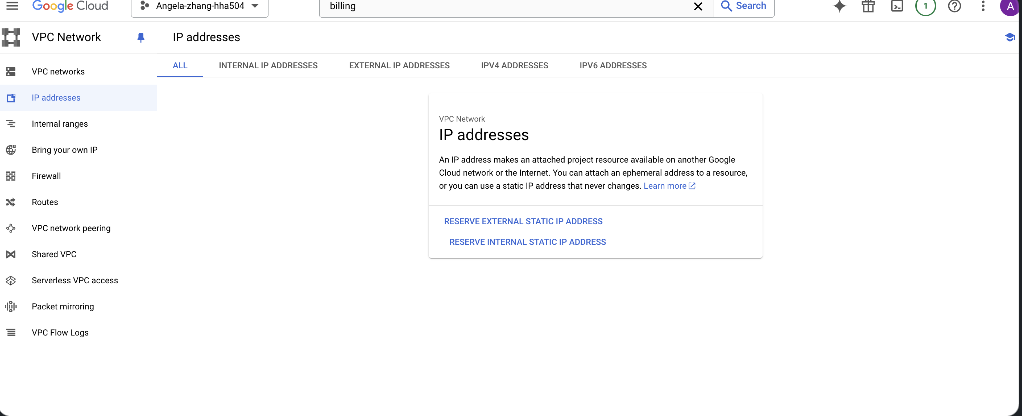 Google Cloud
Angela-zhang-hha504
billing
Search
1
A
VPC Network
IP addresses
VPC networks
IP addresses
Internal ranges
Bring your own IP
Firewall
Routes
VPC network peering
Shared VPC
Serverless VPC access
Packet mirroring
VPC Flow Logs
ALL
INTERNAL IP ADDRESSES
EXTERNAL IP ADDRESSES
IPV4 ADDRESSES
IPV6 ADDRESSES
VPC Network
IP addresses
An IP address makes an attached project resource available on another Google
Cloud network or the Internet. You can attach an ephemeral address to a resource,
or you can use a static IP address that never changes. Learn more
RESERVE EXTERNAL STATIC IP ADDRESS
RESERVE INTERNAL STATIC IP ADDRESS